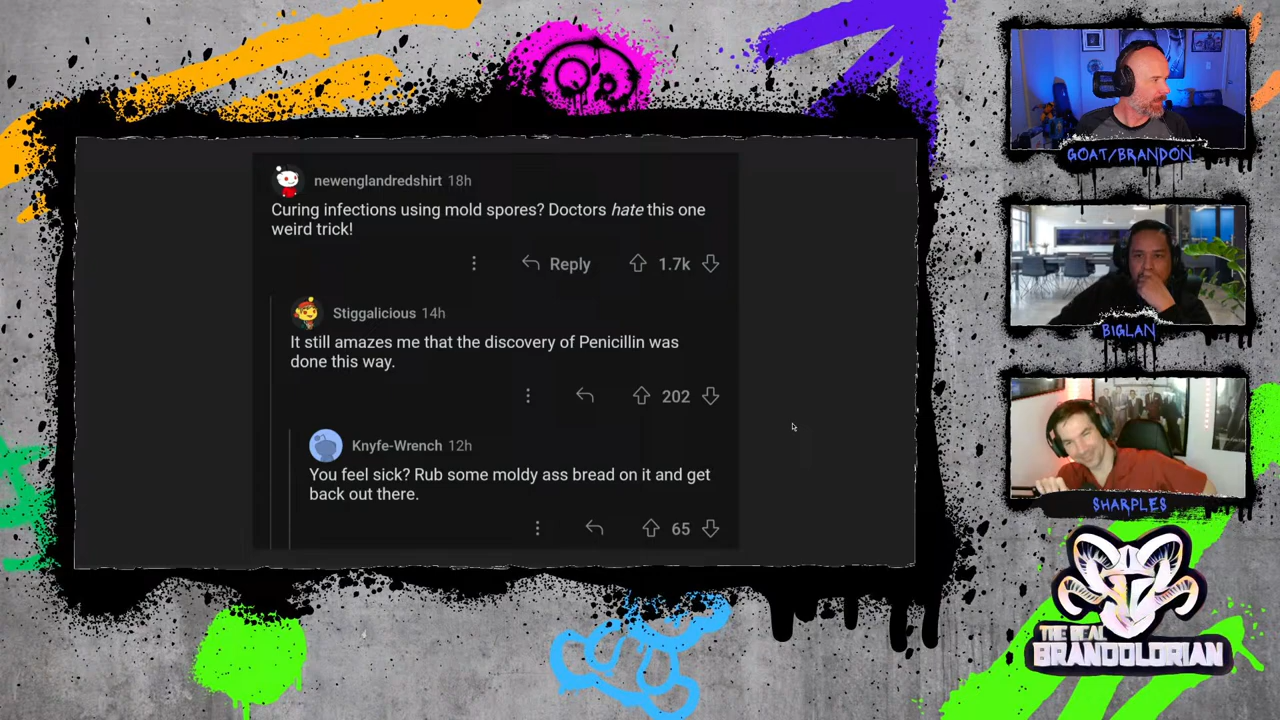 newenglandredshirt 18h
Curing infections using mold spores? Doctors hate this one
weird trick!
Reply 1.7k
Stiggalicious 14h
It still amazes me that the discovery of Penicillin was
done this way.
202
Knyfe-Wrench 12h
You feel sick? Rub some moldy ass bread on it and get
back out there.
65
GOAT/BRANDON
BIGLAN
SHARPLES
THE REAL
BRANDOLORIAN